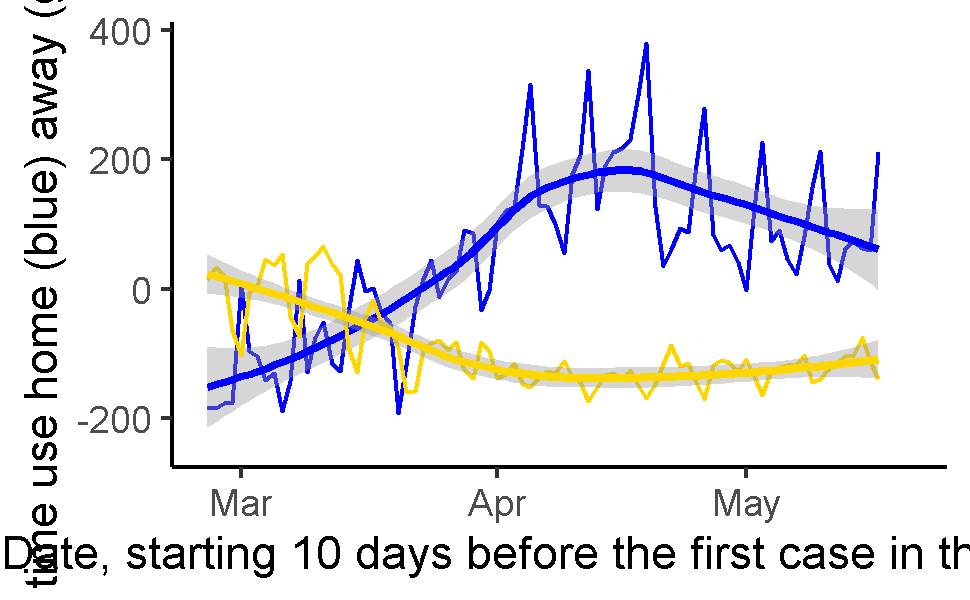 time use home (blue) away (
400
200
0
-200
Mar
Apr
May
Date, starting 10 days before the first case in th